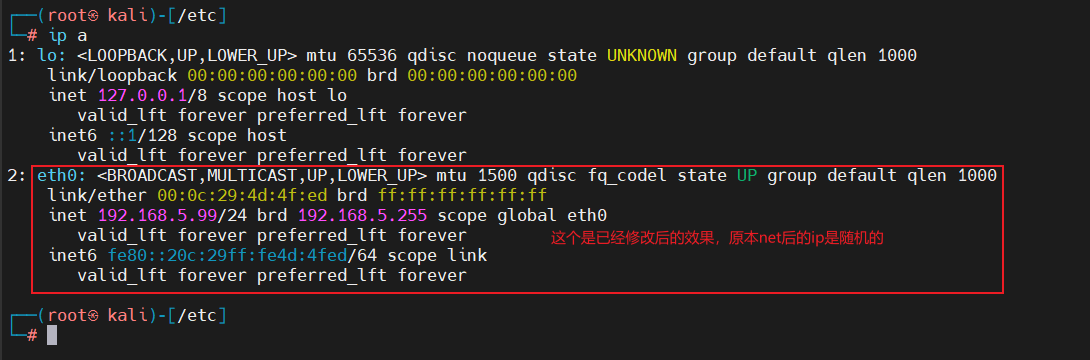 ┌──(root㉿ kali)-[/etc]
└─# ip a
1: lo: <LOOPBACK,UP,LOWER_UP> mtu 65536 qdisc noqueue state UNKNOWN group default qlen 1000
link/loopback 00:00:00:00:00:00 brd 00:00:00:00:00:00
inet 127.0.0.1/8 scope host lo
valid_lft forever preferred_lft forever
inet6 ::1/128 scope host
valid_lft forever preferred_lft forever
2: eth0: <BROADCAST,MULTICAST,UP,LOWER_UP> mtu 1500 qdisc fq_codel state UP group default qlen 1000
link/ether 00:0c:29:4d:4f:ed brd ff:ff:ff:ff:ff:ff
inet 192.168.5.99/24 brd 192.168.5.255 scope global eth0
valid_lft forever preferred_lft forever
这个是已经修改后的效果，原本net后的ip是随机的
inet6 fe80::20c:29ff:fe4d:4fed/64 scope link
valid_lft forever preferred_lft forever
┌──(root㉿ kali)-[/etc]
└─#